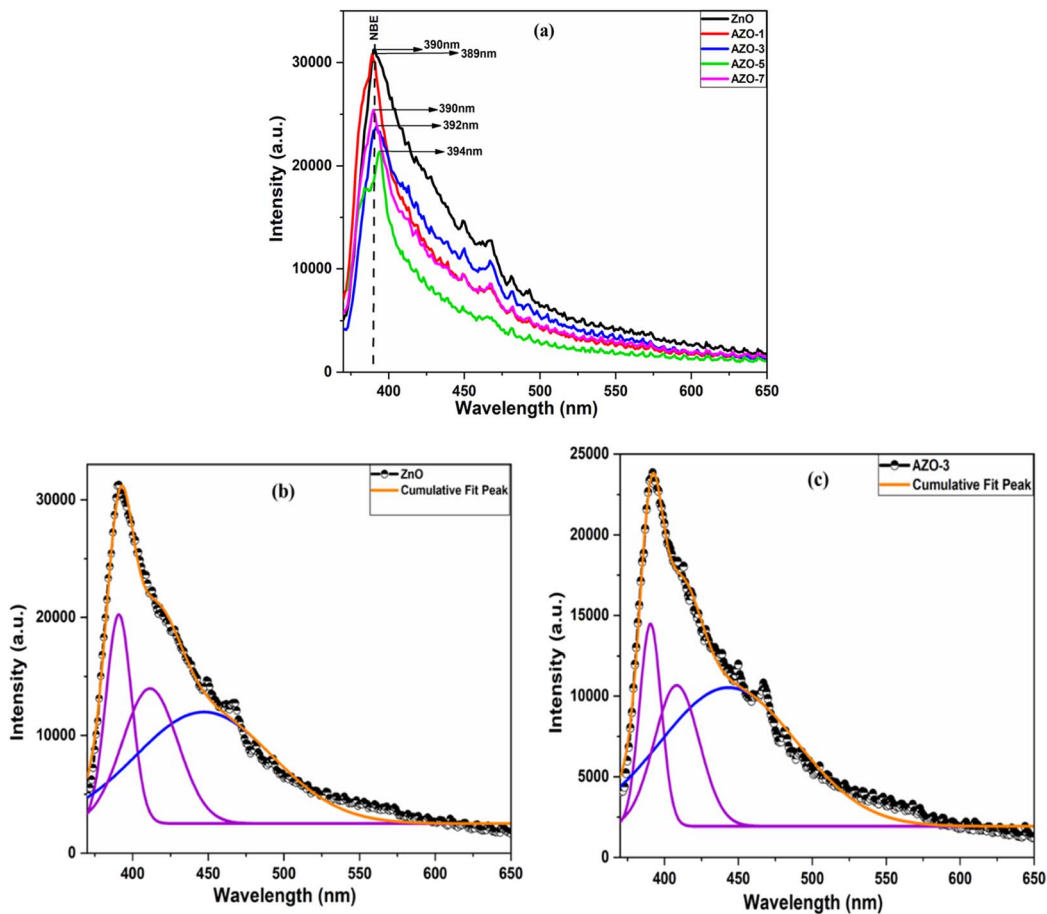 (a)
ZnO
AZO-1
AZO-3
AZO-5
AZO-7
NBE
390nm
389nm
390nm
392nm
394nm
30000
20000
10000
0
Intensity (a.u.)
400
450
500
550
600
650
Wavelength (nm)
(b)
ZnO
Cumulative Fit Peak
30000
20000
10000
0
Intensity (a.u.)
400
450
500
550
600
650
Wavelength (nm)
(c)
AZO-3
Cumulative Fit Peak
25000
20000
15000
10000
5000
0
Intensity (a.u.)
400
450
500
550
600
650
Wavelength (nm)